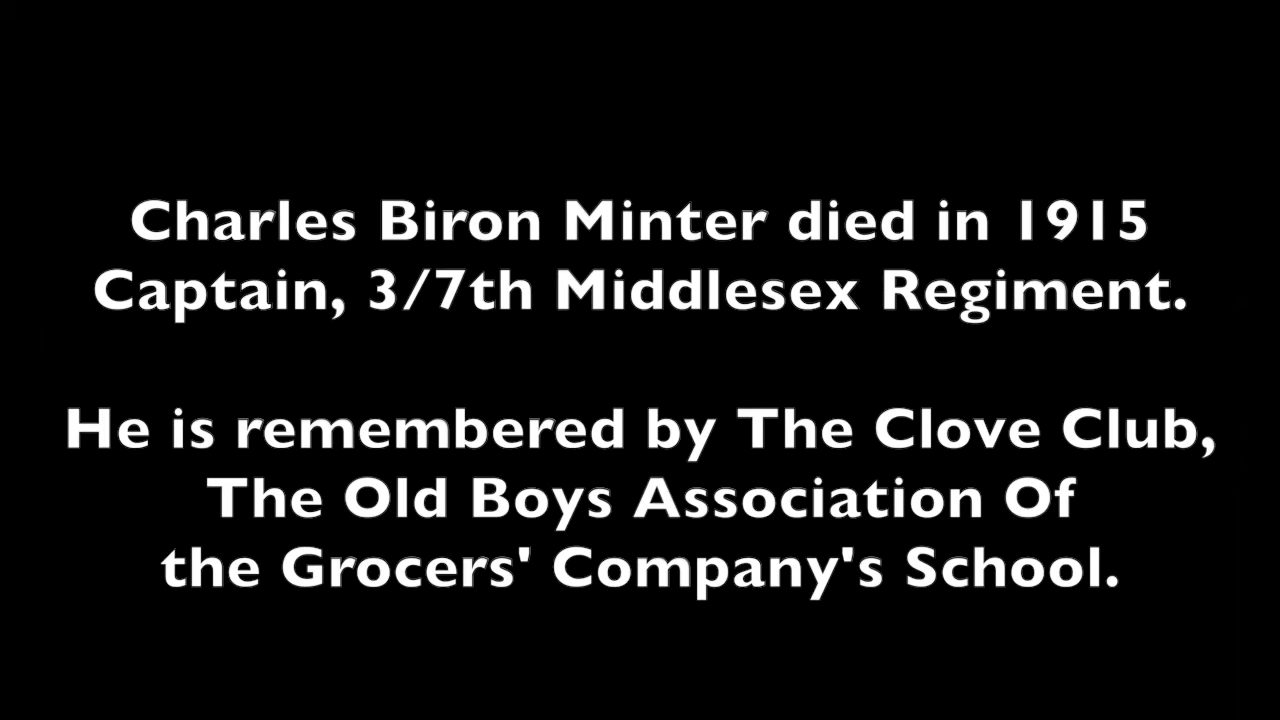 Charles Biron Minter died in 1915
Captain, 3/7th Middlesex Regiment.
He is remembered by The Clove Club,
The Old Boys Association Of
the Grocers' Company's School.